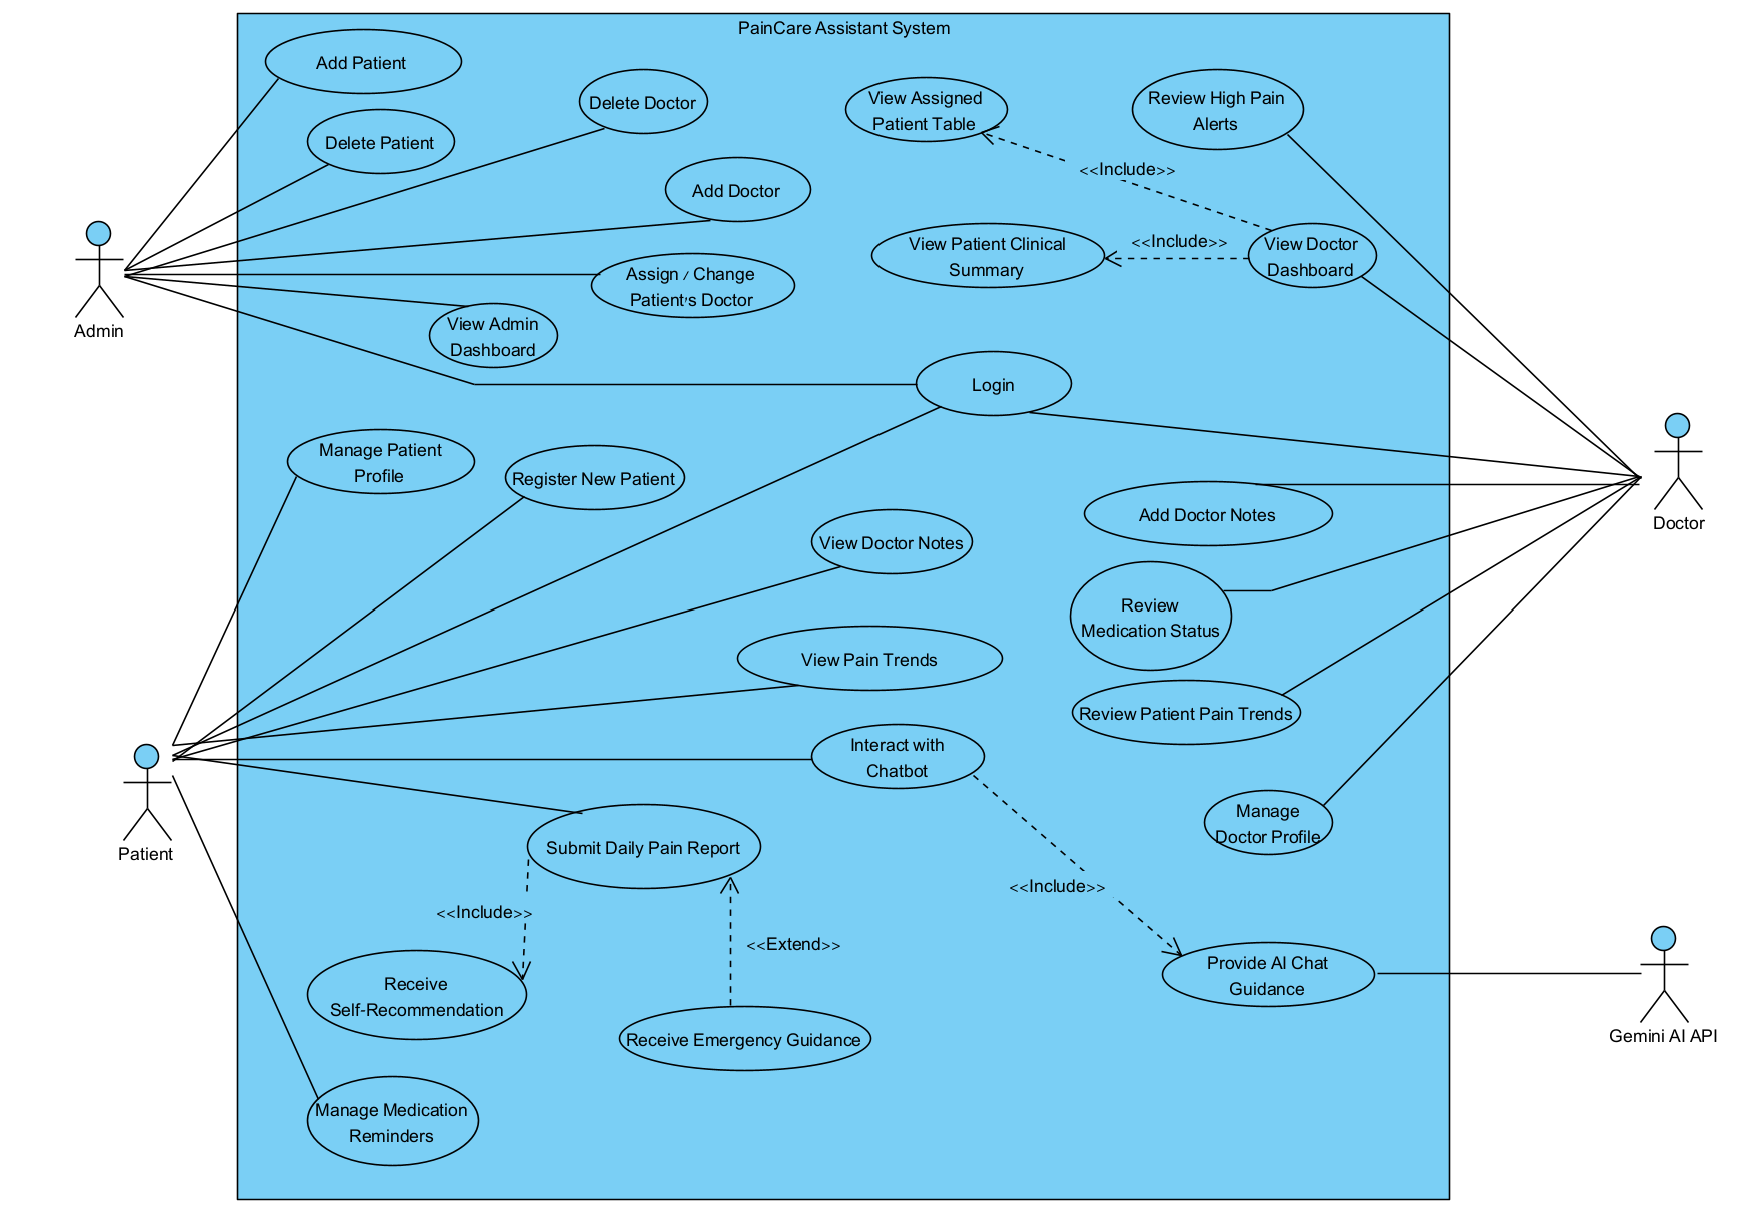 PainCare Assistant System
Add Patient
Delete Patient
Delete Doctor
Add Doctor
Assign / Change
Patient's Doctor
View Admin
Dashboard
Admin
View Assigned
Patient Table
Review High Pain
Alerts
<<Include>>
View Patient Clinical
Summary
<<Include>>
View Doctor
Dashboard
Login
Manage Patient
Profile
Register New Patient
View Doctor Notes
Add Doctor Notes
Doctor
Review
Medication Status
View Pain Trends
Review Patient Pain Trends
Interact with
Chatbot
Patient
Submit Daily Pain Report
Manage
Doctor Profile
<<Include>>
<<Include>>
<<Extend>>
Receive
Self-Recommendation
Receive Emergency Guidance
Provide AI Chat
Guidance
Gemini AI API
Manage Medication
Reminders